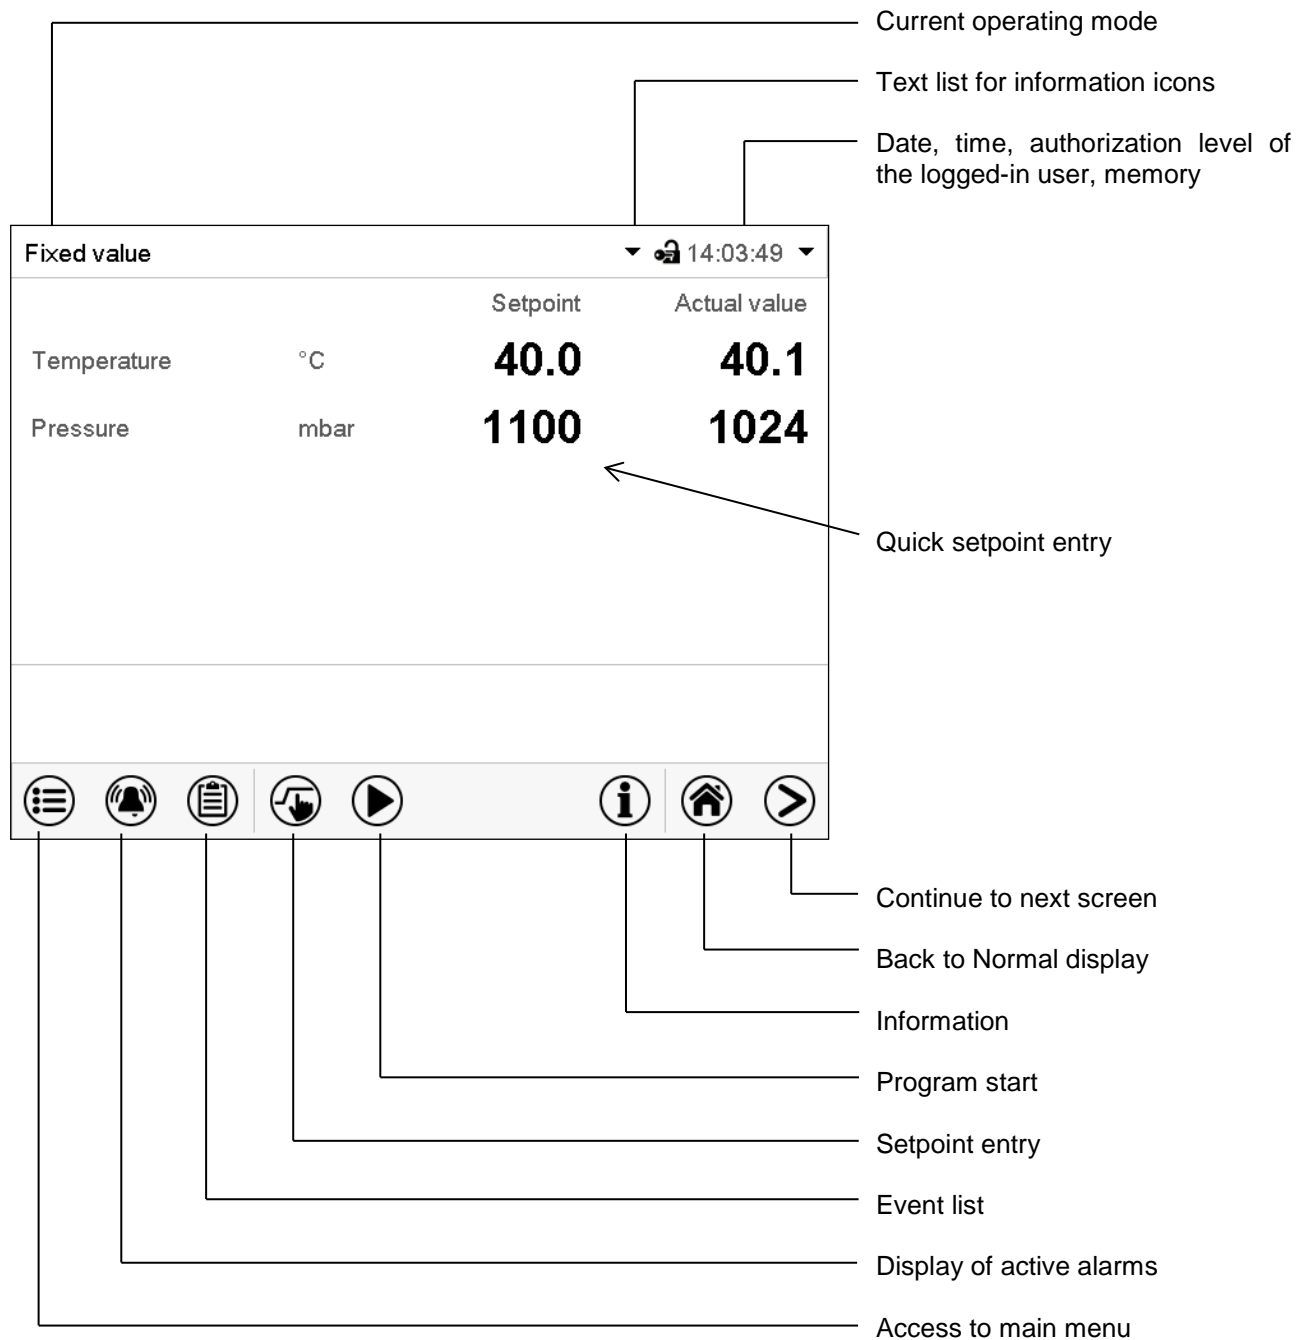 Current operating mode
Text list for information icons
Date, time, authorization level of
the logged-in user, memory
Fixed value
14:03:49
Setpoint Actual value
Temperature °C 40.0 40.1
Pressure mbar 1100 1024
Quick setpoint entry
Continue to next screen
Back to Normal display
Information
Program start
Setpoint entry
Event list
Display of active alarms
Access to main menu